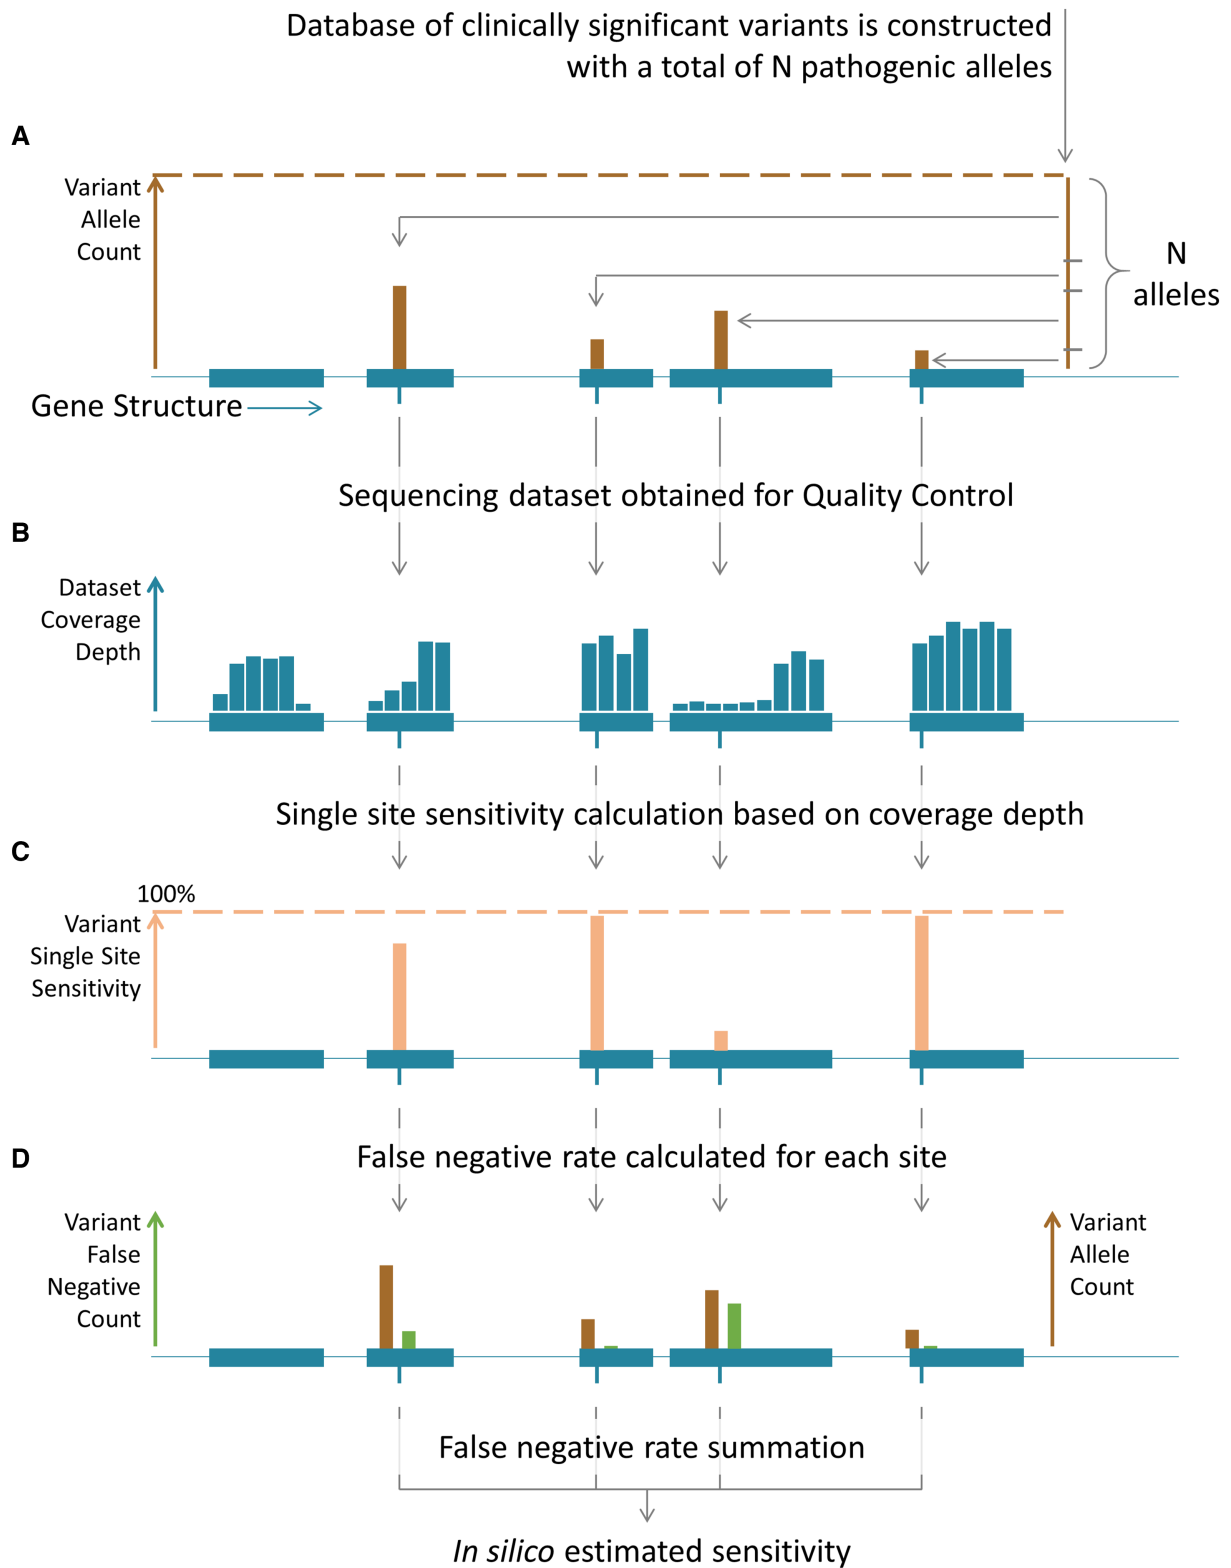 Database of clinically significant variants is constructed
with a total of N pathogenic alleles
A
Variant
Allele
Count
N
alleles
Gene Structure
Sequencing dataset obtained for Quality Control
B
Dataset
Coverage
Depth
Single site sensitivity calculation based on coverage depth
C
100%
Variant
Single Site
Sensitivity
False negative rate calculated for each site
D
Variant
False
Negative
Count
Variant
Allele
Count
False negative rate summation
In silico estimated sensitivity